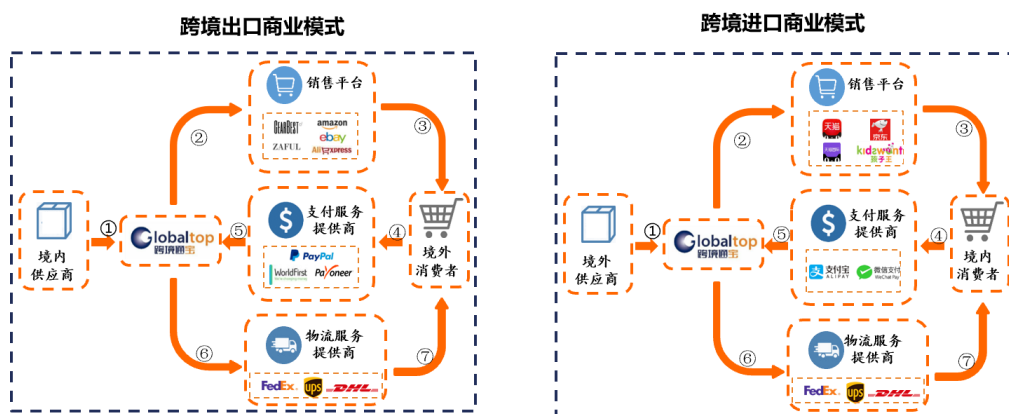 跨境出口商业模式
销售平台
②
③
GEARBEST
amazon
ZAFUL
ebay
AliExpress
境内
供应商
①
Globaltop
跨境通宝
⑤
支付服务
提供商
PayPal
WorldFirst
Payoneer
④
境外
消费者
⑥
物流服务
提供商
⑦
FedEx
ups
DHL
跨境进口商业模式
销售平台
②
③
天猫
京东
kidswant
孩子王
境外
供应商
①
Globaltop
跨境通宝
⑤
支付服务
提供商
支付宝
ALIPAY
微信支付
WeChat Pay
④
境内
消费者
⑥
物流服务
提供商
⑦
FedEx
ups
DHL